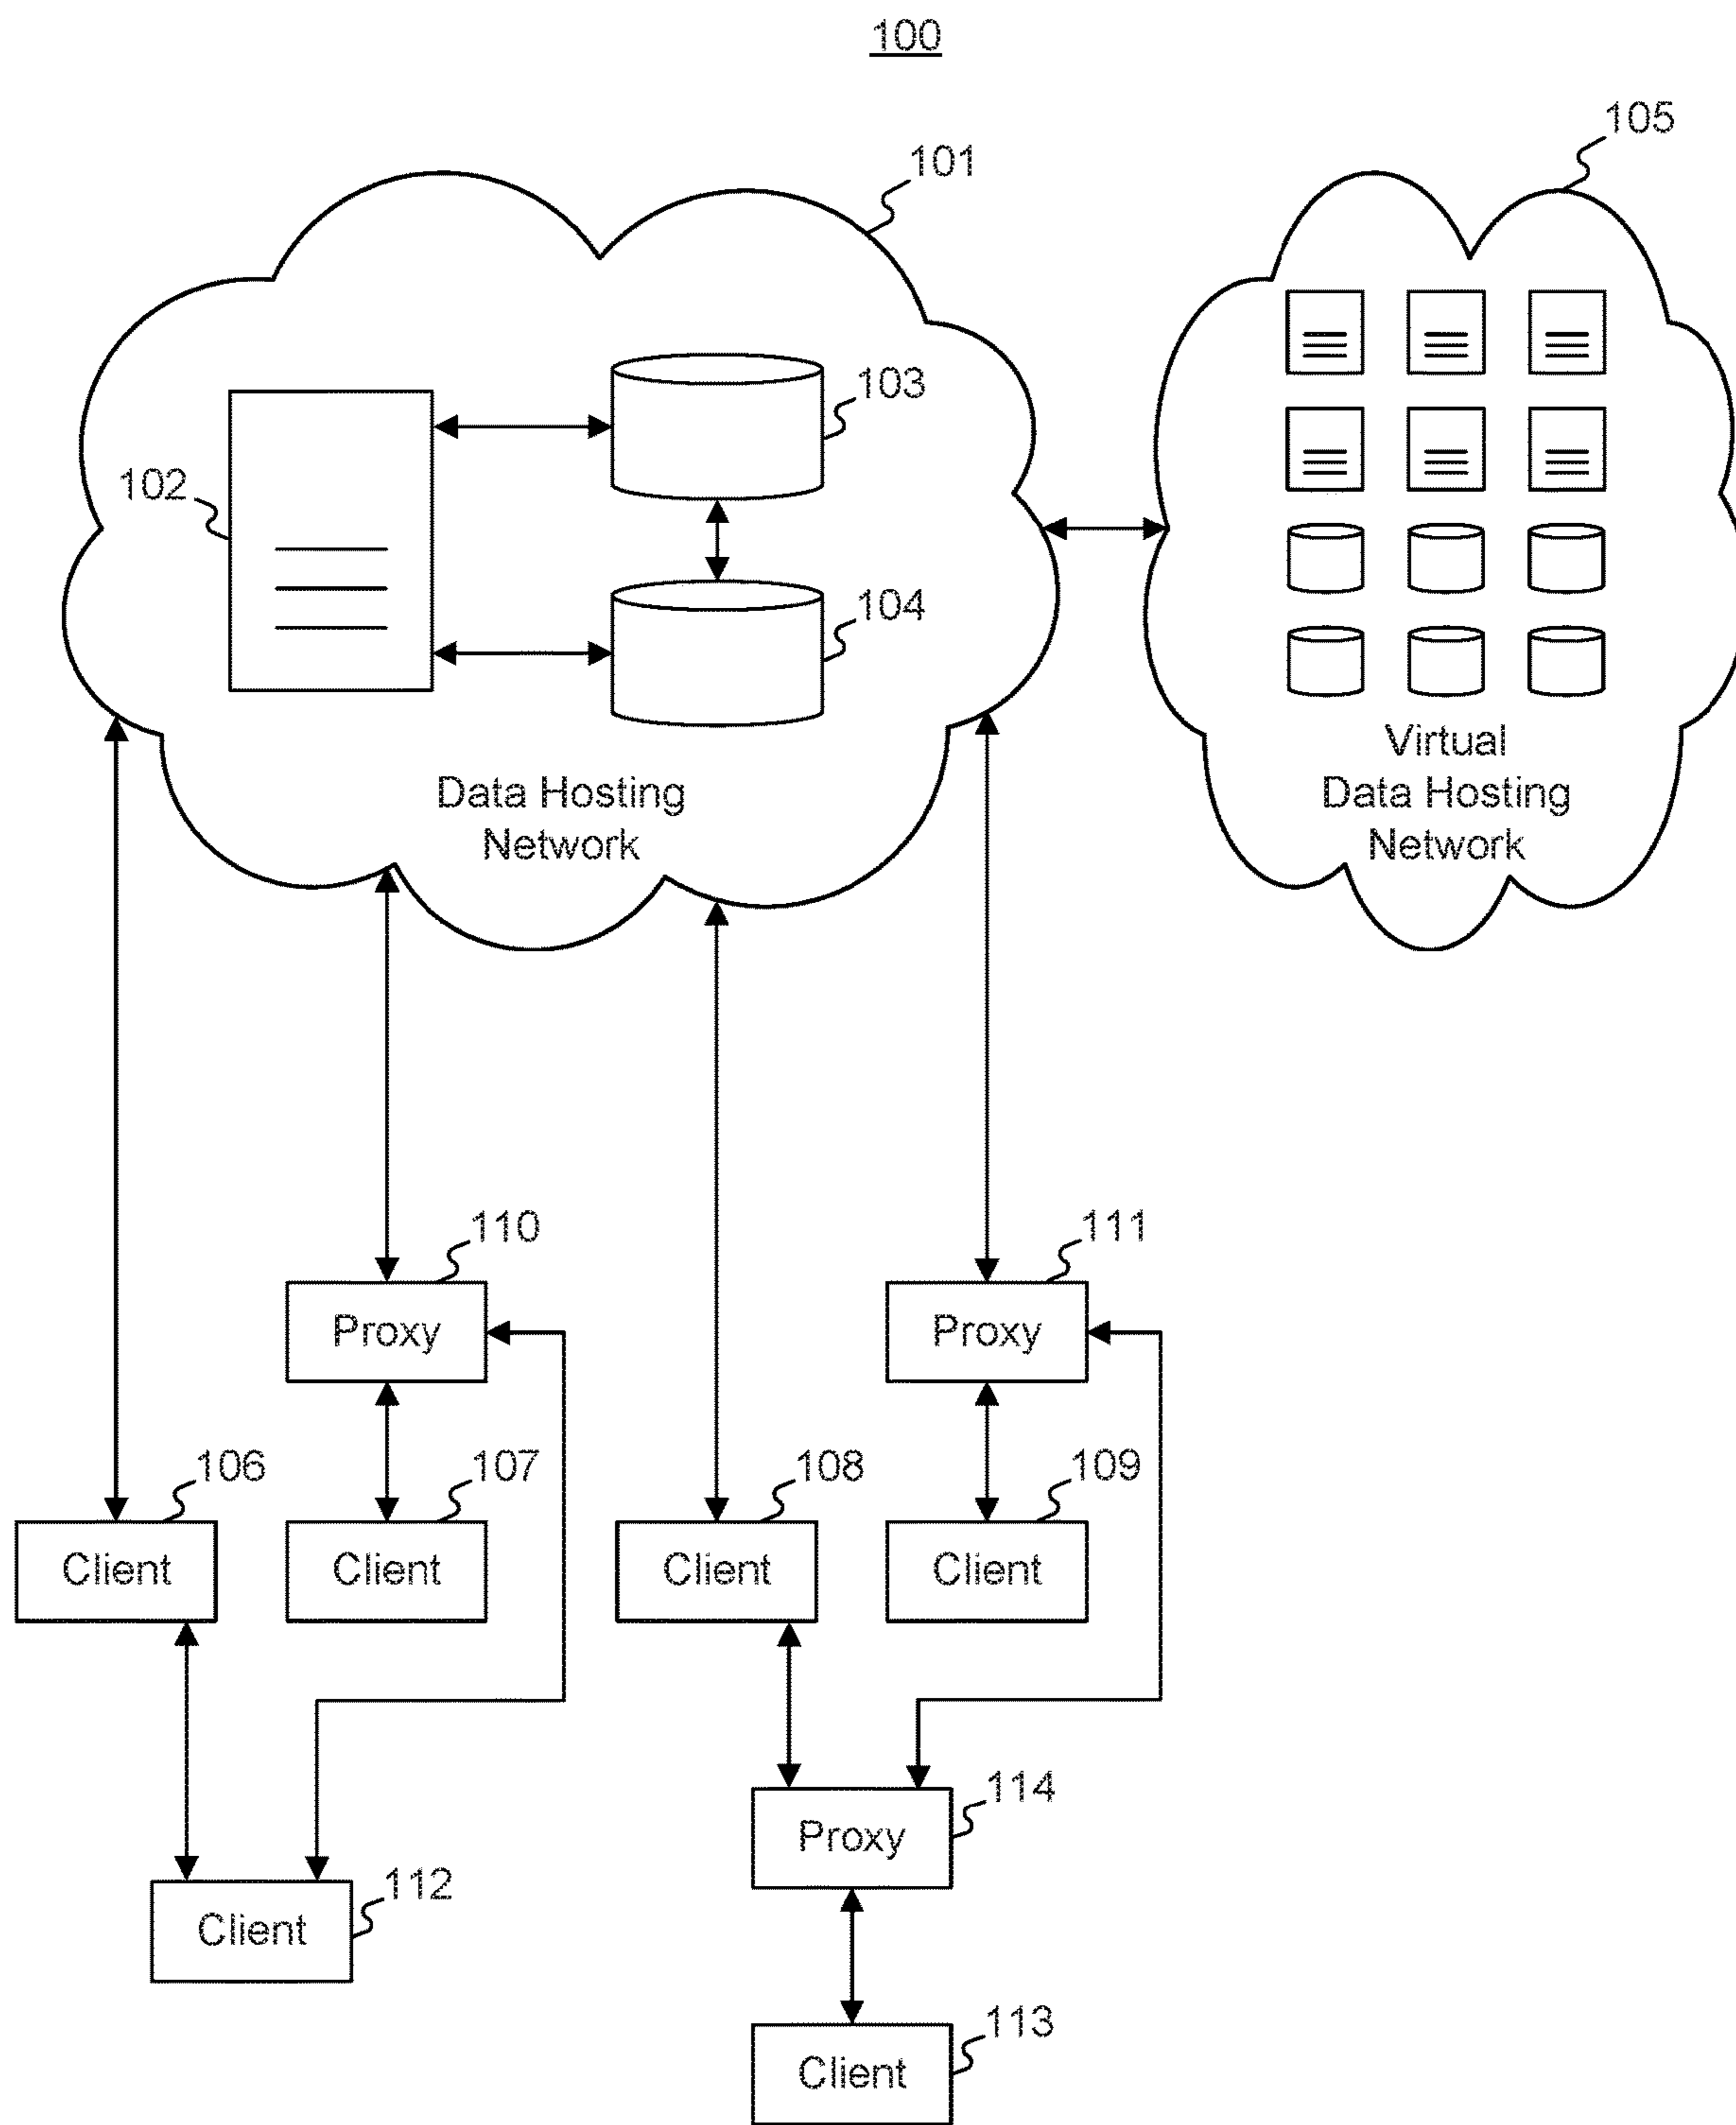 100
105
101
103
102
104
Virtual
Data Hosting
Network
Data Hosting
Network
110
111
Proxy
Proxy
106
107
108
109
Client
Client
Client
Client
114
Proxy
112
Client
113
Client